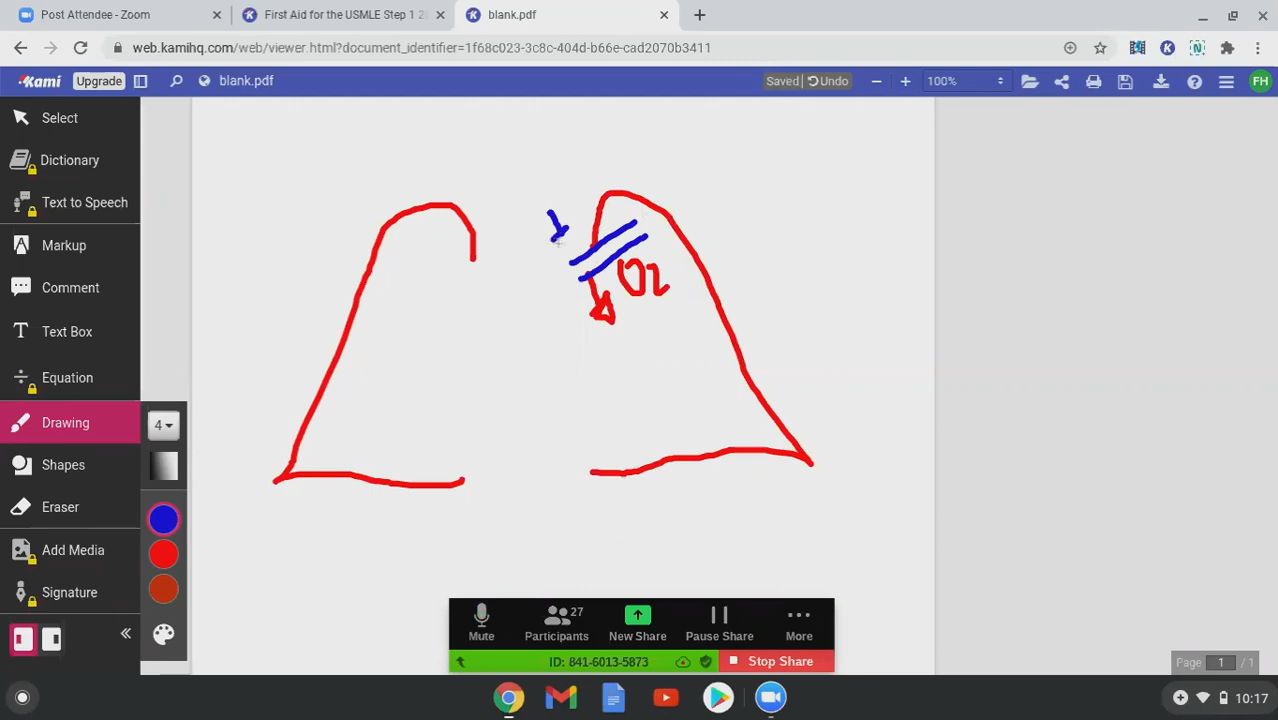 Post Attendee - Zoom
First Aid for the USMLE Step 1 2
blank.pdf
web.kamihq.com/web/viewer.html?document_identifier=1f68c023-3c8c-404d-b66e-cad2070b3411
Kami
Upgrade
blank.pdf
Saved
Undo
100%
FH
Select
Dictionary
Text to Speech
Markup
Comment
Text Box
Equation
Drawing
Shapes
Eraser
Add Media
Signature
4
O2
Mute
Participants
27
New Share
Pause Share
More
ID: 841-6013-5873
Stop Share
Page 1 / 1
10:17